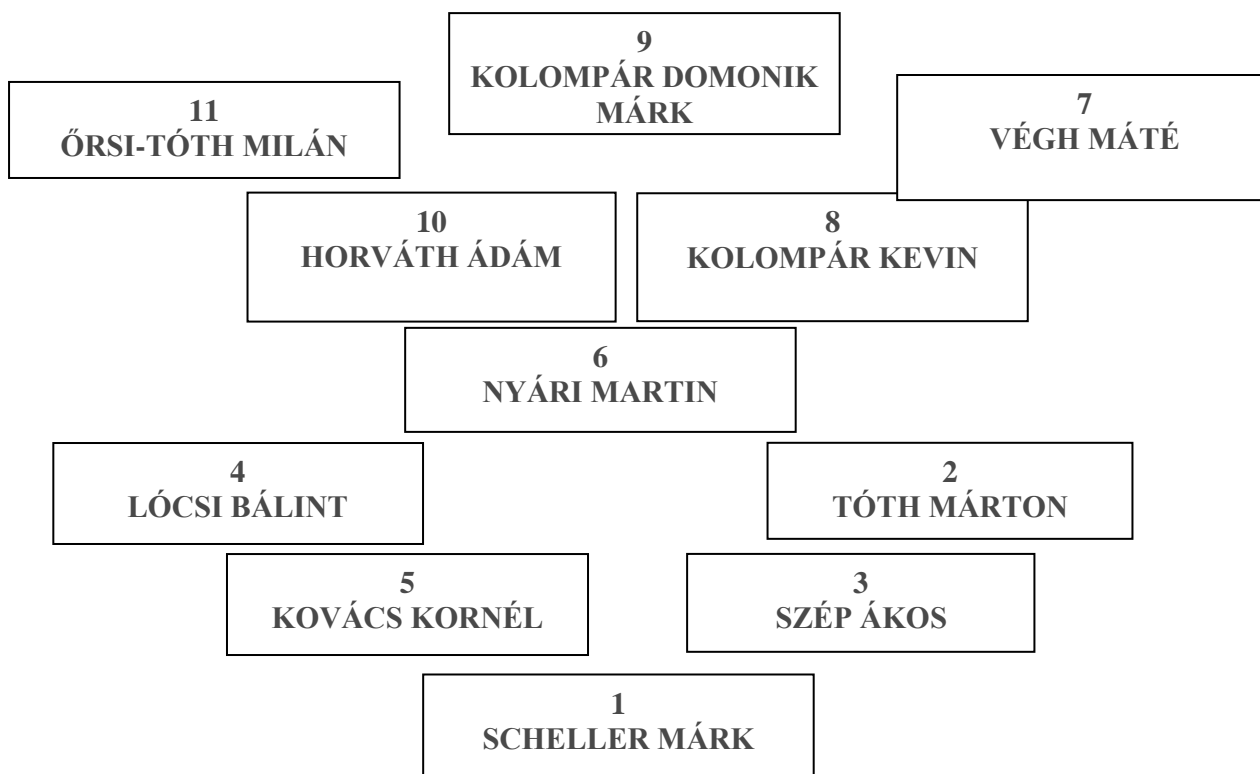 9
KOLOMPÁR DOMONIK
MÁRK
11
ŐRSI-TÓTH MILÁN
7
VÉGH MÁTÉ
10
HORVÁTH ÁDÁM
8
KOLOMPÁR KEVIN
6
NYÁRI MARTIN
4
LÓCSI BÁLINT
2
TÓTH MÁRTON
5
KOVÁCS KORNÉL
3
SZÉP ÁKOS
1
SCHELLER MÁRK